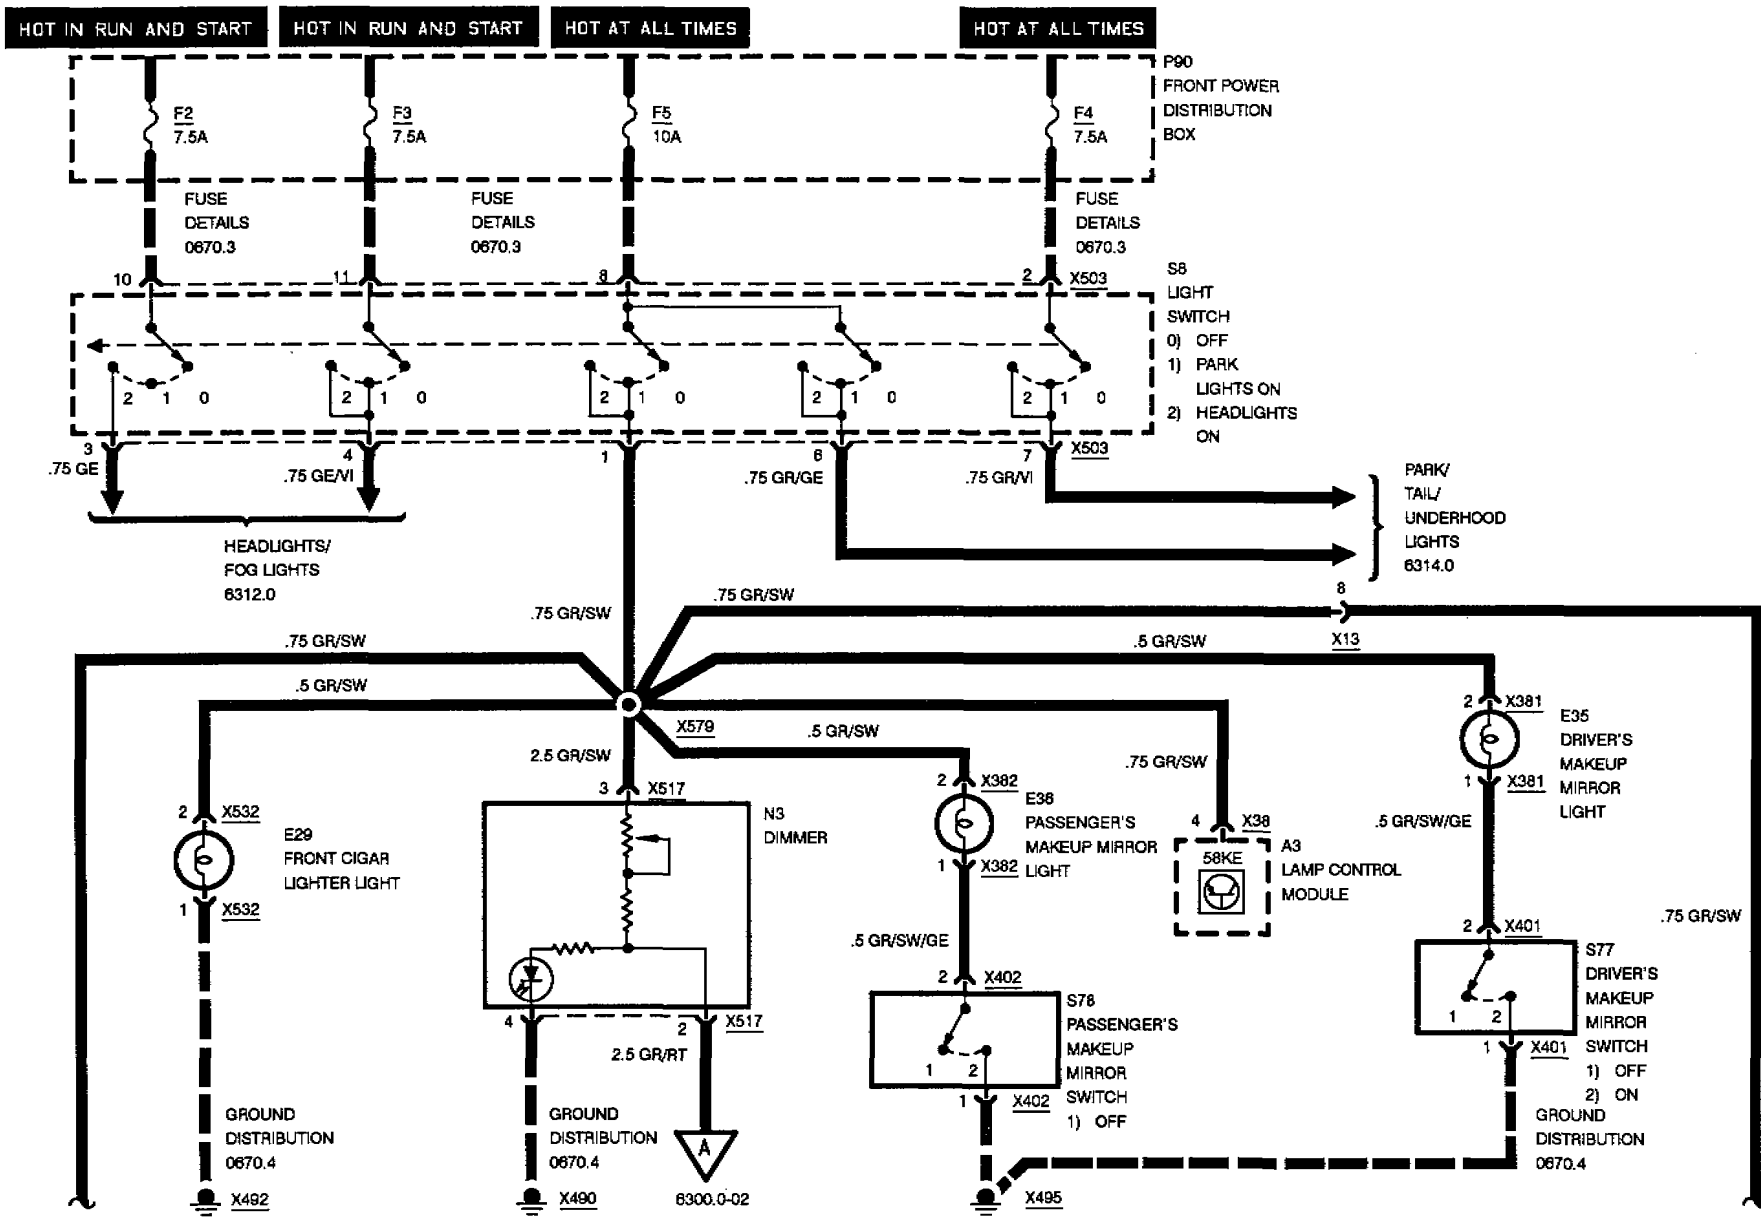 HOT IN RUN AND START
HOT IN RUN AND START
HOT AT ALL TIMES
HOT AT ALL TIMES
P90
FRONT POWER
DISTRIBUTION
BOX
F2
7.5A
F3
7.5A
F5
10A
F4
7.5A
FUSE
DETAILS
0670.3
FUSE
DETAILS
0670.3
FUSE
DETAILS
0670.3
10
11
8
2
X503
S8
LIGHT
SWITCH
0) OFF
1) PARK
LIGHTS ON
2) HEADLIGHTS
ON
2 1 0
2 1 0
2 1 0
2 1 0
2 1 0
3
4
1
6
7
X503
.75 GE
.75 GE/VI
.75 GR/GE
.75 GR/VI
HEADLIGHTS/
FOG LIGHTS
6312.0
PARK/
TAIL/
UNDERHOOD
LIGHTS
6314.0
.75 GR/SW
.75 GR/SW
8
X13
.75 GR/SW
.5 GR/SW
.5 GR/SW
X579
.5 GR/SW
2.5 GR/SW
.75 GR/SW
2
X381
E35
DRIVER'S
MAKEUP
MIRROR
LIGHT
1
X381
3
X517
N3
DIMMER
2
X382
E36
PASSENGER'S
MAKEUP MIRROR
LIGHT
1
X382
4
X38
58KE
A3
LAMP CONTROL
MODULE
.5 GR/SW/GE
2
X532
E29
FRONT CIGAR
LIGHTER LIGHT
1
X532
.5 GR/SW/GE
.75 GR/SW
2
X401
S77
DRIVER'S
MAKEUP
MIRROR
SWITCH
1) OFF
2) ON
1 2
1
X401
2
X402
S78
PASSENGER'S
MAKEUP
MIRROR
SWITCH
1) OFF
1 2
1
X402
4
2
X517
2.5 GR/RT
A
6300.0-02
GROUND
DISTRIBUTION
0670.4
X492
GROUND
DISTRIBUTION
0670.4
X490
GROUND
DISTRIBUTION
0670.4
X495